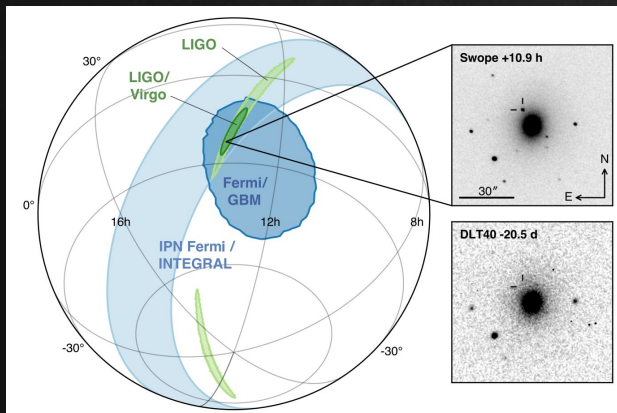 LIGO
30°
LIGO/
Virgo
Swope +10.9 h
N
E
30"
Fermi/
GBM
0°
16h
12h
8h
IPN Fermi /
INTEGRAL
DLT40 -20.5 d
-30°
-30°